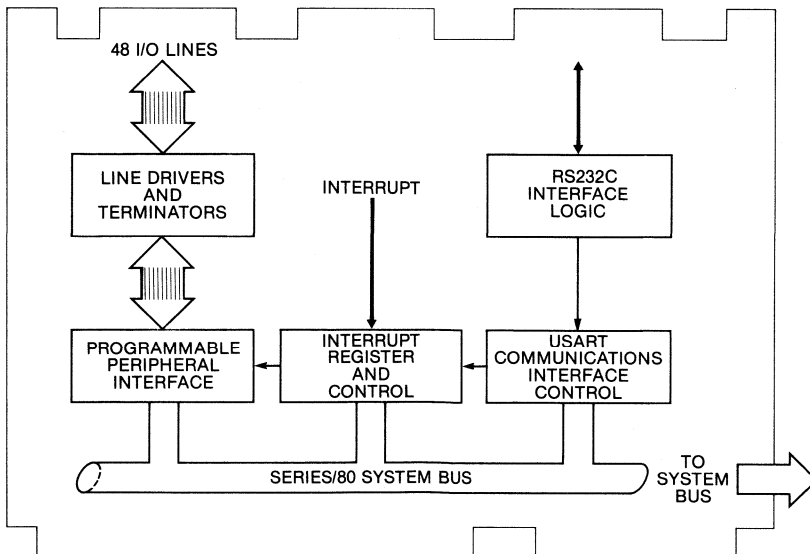 48 I/O LINES
LINE DRIVERS
AND
TERMINATORS
INTERRUPT
RS232C
INTERFACE
LOGIC
PROGRAMMABLE
PERIPHERAL
INTERFACE
INTERRUPT
REGISTER
AND
CONTROL
USART
COMMUNICATIONS
INTERFACE
CONTROL
SERIES/80 SYSTEM BUS
TO
SYSTEM
BUS